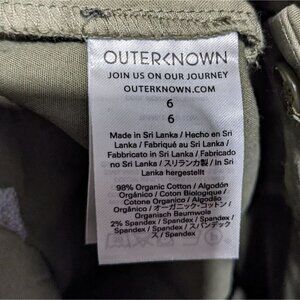 OUTERKNOWN
JOIN US ON OUR JOURNEY
OUTERKNOWN.COM
6
6
Made in Sri Lanka / Hecho en Sri
Lanka / Fabriqué au Sri Lanka /
Fabbricato in Sri Lanka / Fabricado
no Sri Lanka / スリランカ製 / In Sri
Lanka hergestellt
98% Organic Cotton / Algodón
Orgánico / Coton Biologique /
Cotone Organico / Algodão
Orgânico / オーガニック・コットン /
Organisch Baumwolle
2% Spandex / Spandex / Spandex
/ Spandex / Spandex / スパンデック
ス / Spandex